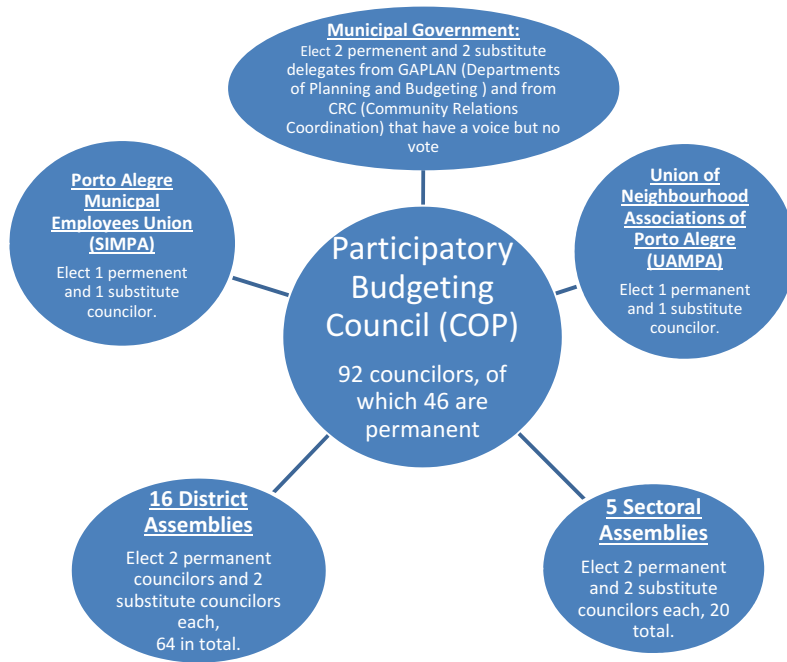 Municipal Government:
Elect 2 permenent and 2 substitute
delegates from GAPLAN (Departments
of Planning and Budgeting ) and from
CRC (Community Relations
Coordination) that have a voice but no
vote
Porto Alegre
Municpal
Employees Union
(SIMPA)
Elect 1 permenent
and 1 substitute
councilor.
Union of
Neighbourhood
Associations of
Porto Alegre
(UAMPA)
Elect 1 permanent
and 1 substitute
councilor.
Participatory
Budgeting
Council (COP)
92 councilors, of
which 46 are
permanent
16 District
Assemblies
Elect 2 permanent
councilors and 2
substitute councilors
each,
64 in total.
5 Sectoral
Assemblies
Elect 2 permanent
and 2 substitute
councilors each, 20
total.